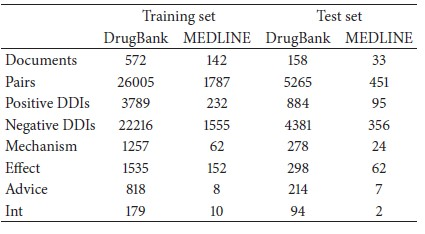 Training set Test set
DrugBank MEDLINE DrugBank MEDLINE
Documents 572 142 158 33
Pairs 26005 1787 5265 451
Positive DDIs 3789 232 884 95
Negative DDIs 22216 1555 4381 356
Mechanism 1257 62 278 24
Effect 1535 152 298 62
Advice 818 8 214 7
Int 179 10 94 2